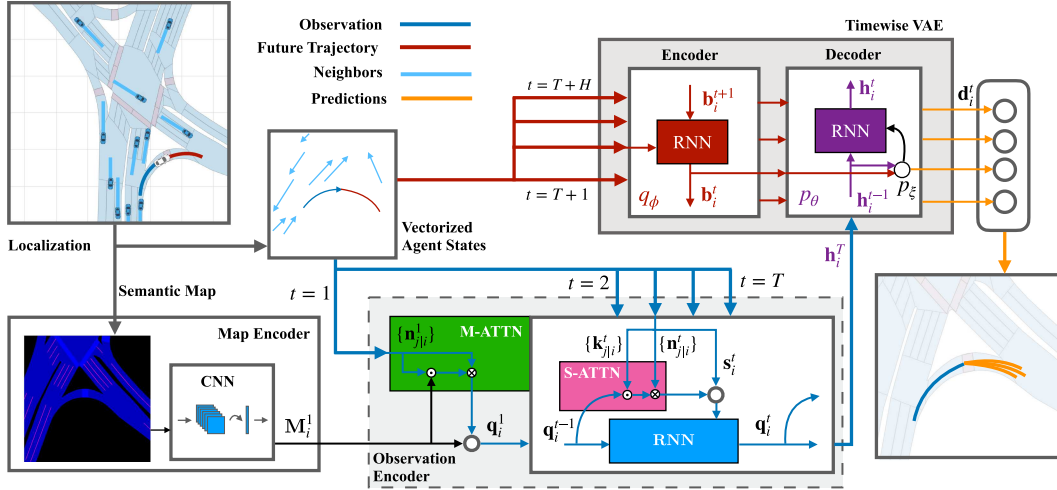 Observation
Future Trajectory
Neighbors
Predictions
Timewise VAE
Encoder
Decoder
t = T + H
t = T + 1
b_i^{t+1}
RNN
b_i^t
q_ϕ
h_i^t
RNN
h_i^{t-1}
p_θ
p_ξ
d_i^t
Localization
Vectorized
Agent States
h_i^T
Semantic Map
t = 1
t = 2
t = T
Map Encoder
CNN
M_i^1
{n_{j|i}^1}
M-ATTN
q_i^1
Observation
Encoder
{k_{j|i}^t}
{n_{j|i}^t}
S-ATTN
s_i^t
q_i^{t-1}
RNN
q_i^t